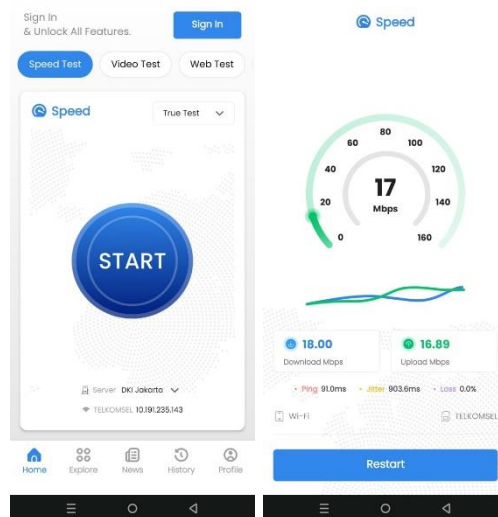 Sign In
& Unlock All Features.
Sign In
Speed Test
Video Test
Web Test
Speed
True Test
START
Server DKI Jakarta
TELKOMSEL 10.191.235.143
Home
Explore
News
History
Profile
Speed
80
60
100
40
120
20
140
0
160
17
Mbps
18.00
Download Mbps
16.89
Upload Mbps
Ping 91.0ms
Jitter 903.6ms
Loss 0.0%
Wi-Fi
TELKOMSEL
Restart